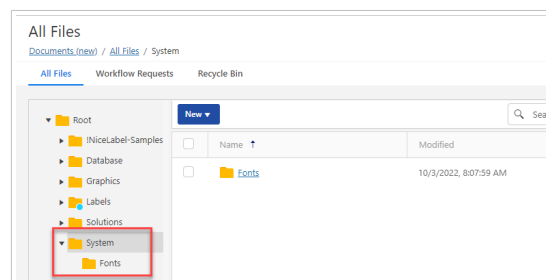 All Files
Documents (new) / All Files / System
All Files Workflow Requests Recycle Bin
Root
!NiceLabel-Samples
Database
Graphics
Labels
Solutions
System
Fonts
New
Name Modified
Fonts 10/3/2022, 8:07:59 AM